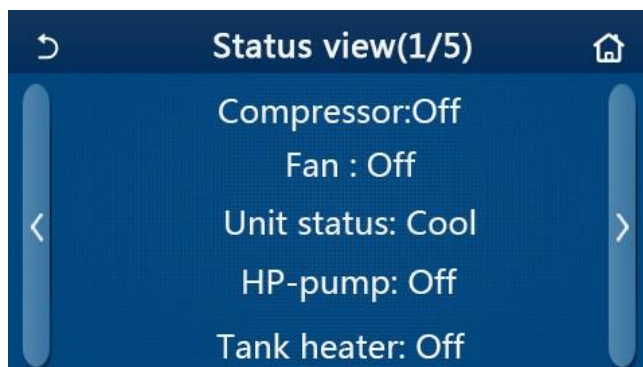 Status view(1/5)
Compressor:Off
Fan : Off
Unit status: Cool
HP-pump: Off
Tank heater: Off